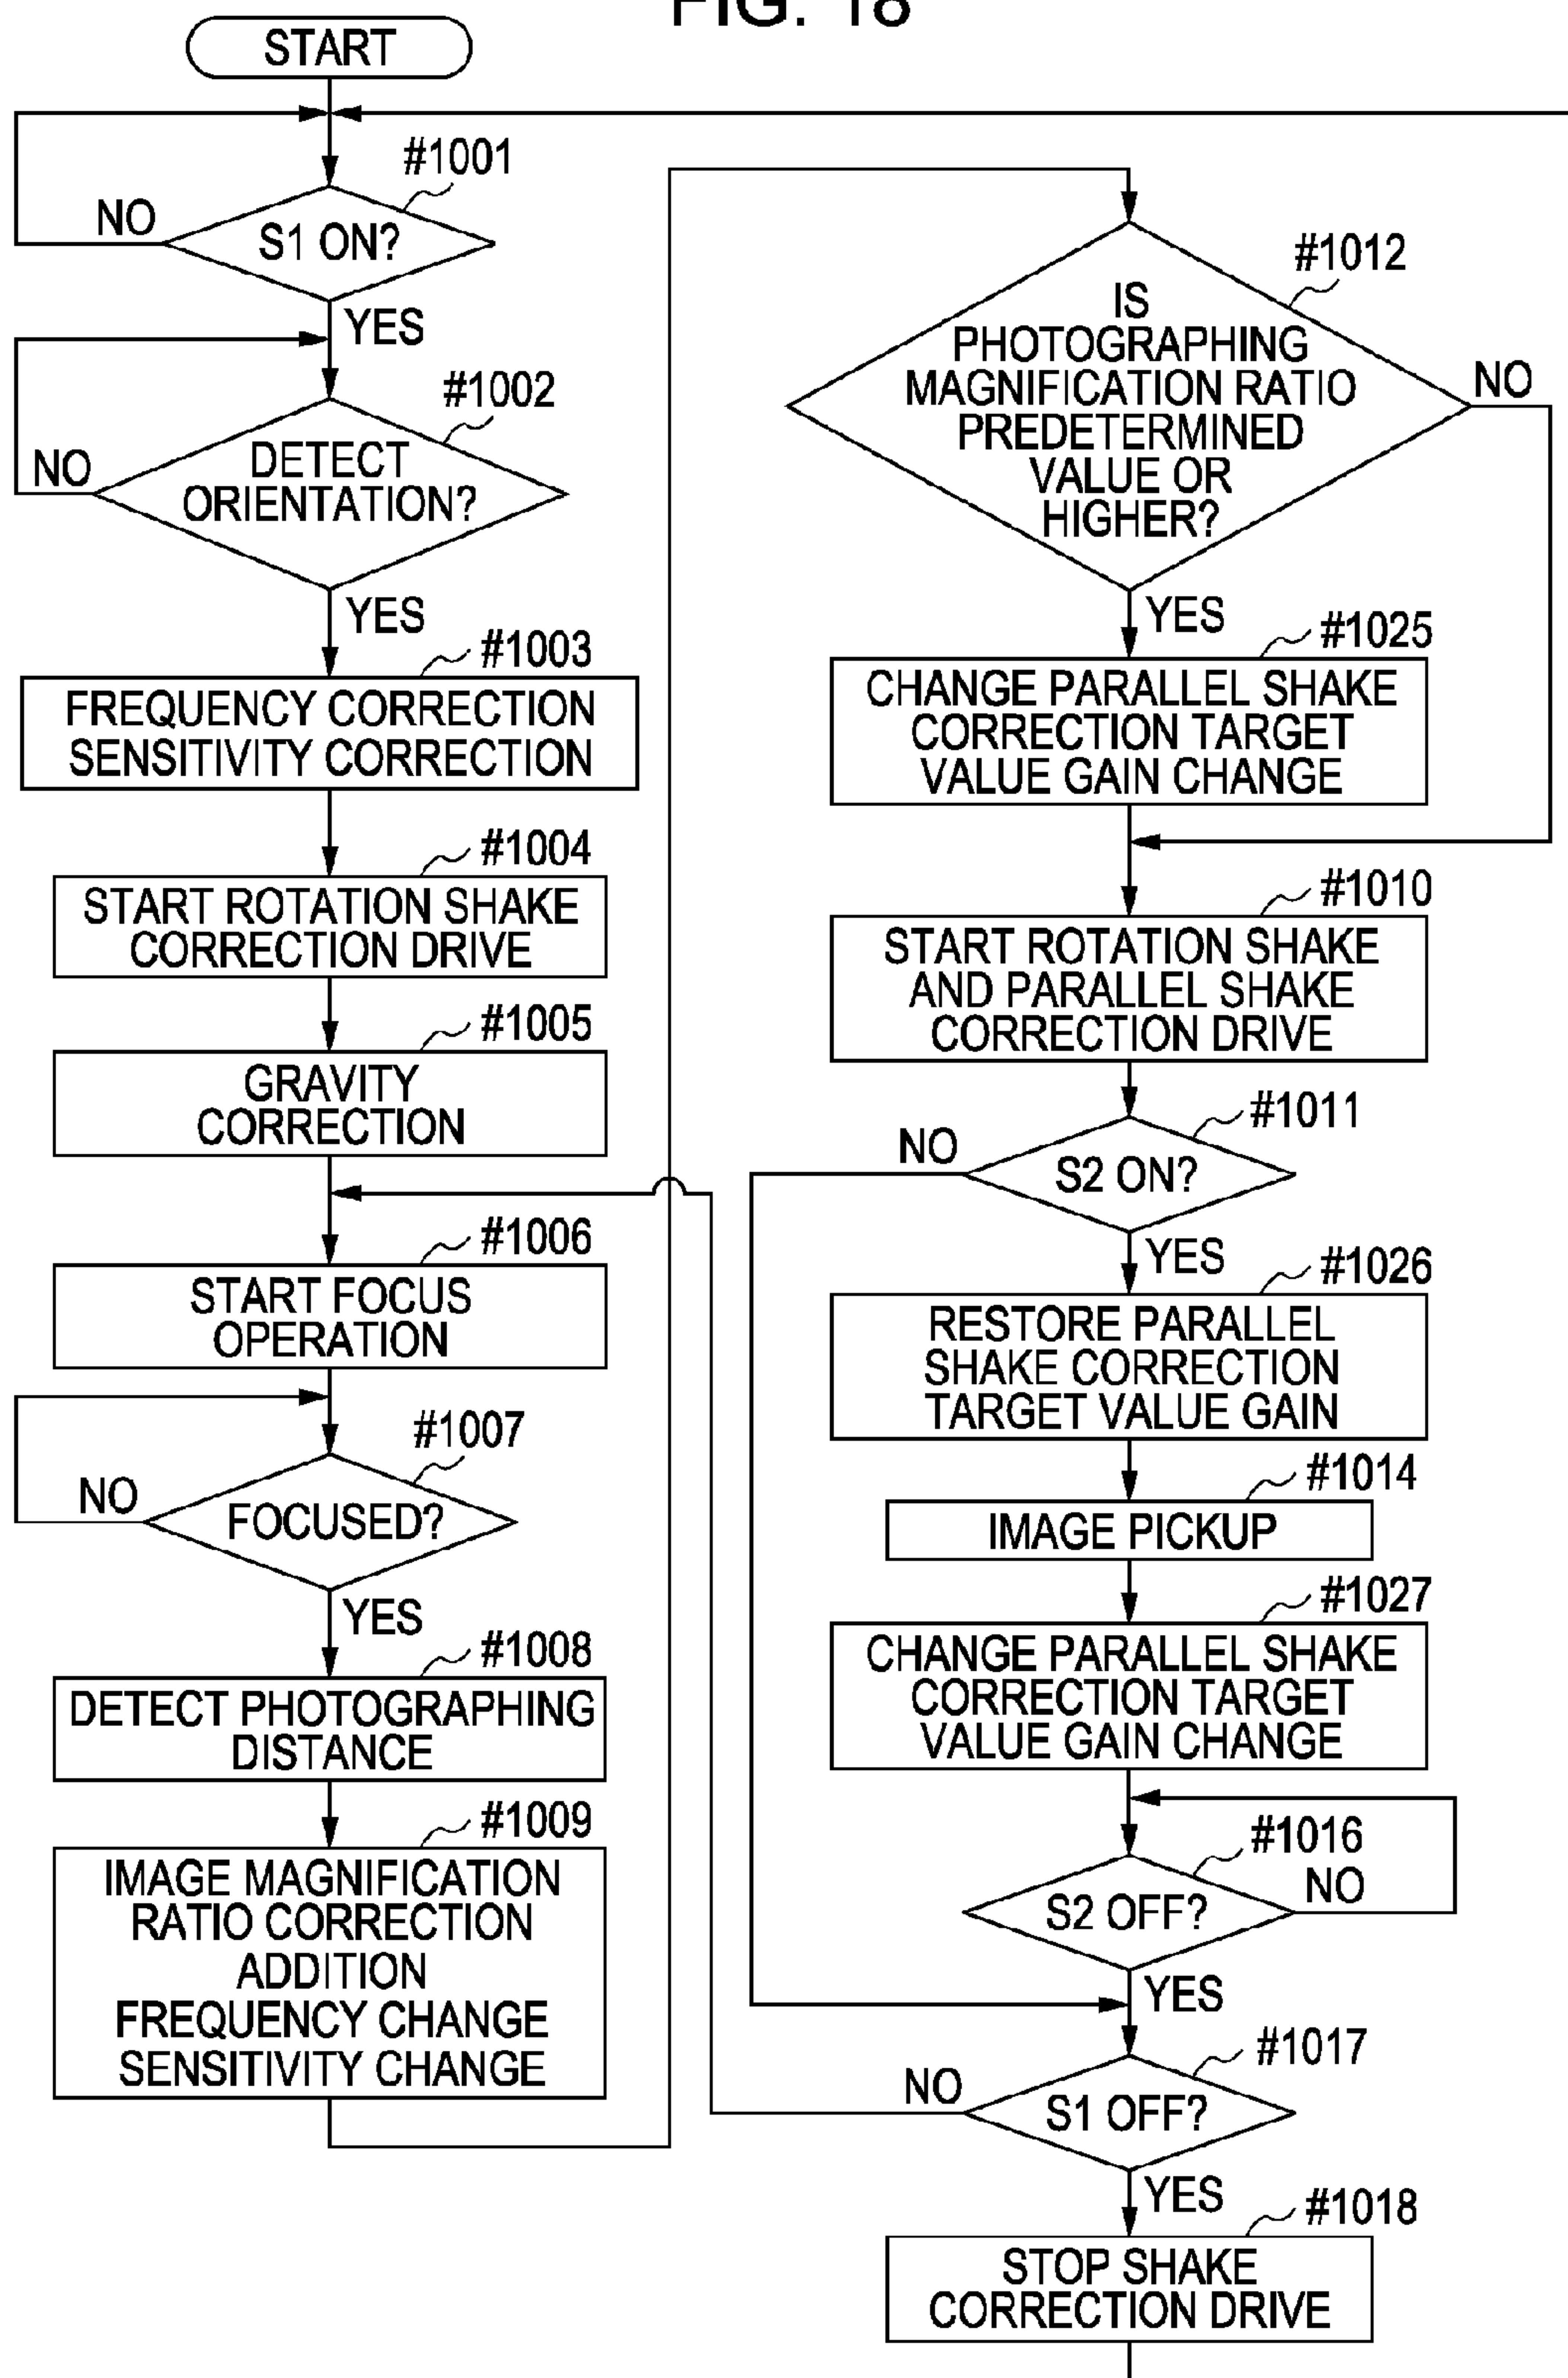 FIG. 18
START
#1001
S1 ON?
NO
YES
#1002
DETECT
ORIENTATION?
NO
YES
#1003
FREQUENCY CORRECTION
SENSITIVITY CORRECTION
#1004
START ROTATION SHAKE
CORRECTION DRIVE
#1005
GRAVITY
CORRECTION
#1006
START FOCUS
OPERATION
#1007
FOCUSED?
NO
YES
#1008
DETECT PHOTOGRAPHING
DISTANCE
#1009
IMAGE MAGNIFICATION
RATIO CORRECTION
ADDITION
FREQUENCY CHANGE
SENSITIVITY CHANGE
#1012
IS
PHOTOGRAPHING
MAGNIFICATION RATIO
PREDETERMINED
VALUE OR
HIGHER?
NO
YES
#1025
CHANGE PARALLEL SHAKE
CORRECTION TARGET
VALUE GAIN CHANGE
#1010
START ROTATION SHAKE
AND PARALLEL SHAKE
CORRECTION DRIVE
#1011
S2 ON?
NO
YES
#1026
RESTORE PARALLEL
SHAKE CORRECTION
TARGET VALUE GAIN
#1014
IMAGE PICKUP
#1027
CHANGE PARALLEL SHAKE
CORRECTION TARGET
VALUE GAIN CHANGE
#1016
S2 OFF?
NO
YES
#1017
S1 OFF?
NO
YES
#1018
STOP SHAKE
CORRECTION DRIVE